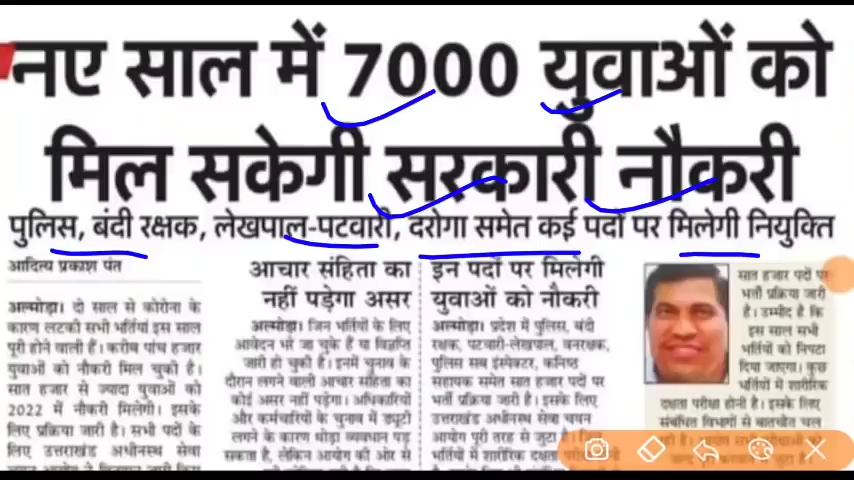 नए साल में 7000 युवाओं को
मिल सकेगी सरकारी नौकरी
पुलिस, बंदी रक्षक, लेखपाल-पटवारी, दरोगा समेत कई पदों पर मिलेगी नियुक्ति
आदित्य प्रकाश पंत
अल्मोड़ा। दो साल से कोरोना के
कारण लटकी सभी भर्तियां इस साल
पूरी होने वाली हैं। करीब पांच हजार
युवाओं को नौकरी मिल चुकी है।
सात हजार से ज्यादा युवाओं को
2022 में नौकरी मिलेगी। इसके
लिए प्रक्रिया जारी है। सभी पदों के
लिए उत्तराखंड अधीनस्थ सेवा
आचार संहिता का
नहीं पड़ेगा असर
अल्मोड़ा। जिन भर्तियों के लिए
आवेदन भरे जा चुके हैं या विज्ञप्ति
जारी हो चुकी है। इनमें चुनाव के
दौरान लगने वाली आचार संहिता का
कोई असर नहीं पड़ेगा। अधिकारियों
और कर्मचारियों के चुनाव में ड्यूटी
लगने के कारण थोड़ा व्यवधान पड़
सकता है, लेकिन आयोग की ओर से
इन पदों पर मिलेगी
युवाओं को नौकरी
अल्मोड़ा। प्रदेश में पुलिस, बंदी
रक्षक, पटवारी-लेखपाल, वनरक्षक,
पुलिस सब इंस्पेक्टर, कनिष्ठ
सहायक समेत सात हजार पदों पर
भर्ती प्रक्रिया जारी है। इसके लिए
उत्तराखंड अधीनस्थ सेवा चयन
आयोग पूरी तरह से जुटा है।
भर्तियों में शारीरिक दक्षता
सात हजार पदों पर
भर्ती प्रक्रिया जारी
है। उम्मीद है कि
इस साल सभी
भर्तियों को निपटा
दिया जाएगा। कुछ
भर्तियों में शारीरिक
दक्षता परीक्षा होनी है। इसके लिए
संबंधित विभागों से बातचीत चल